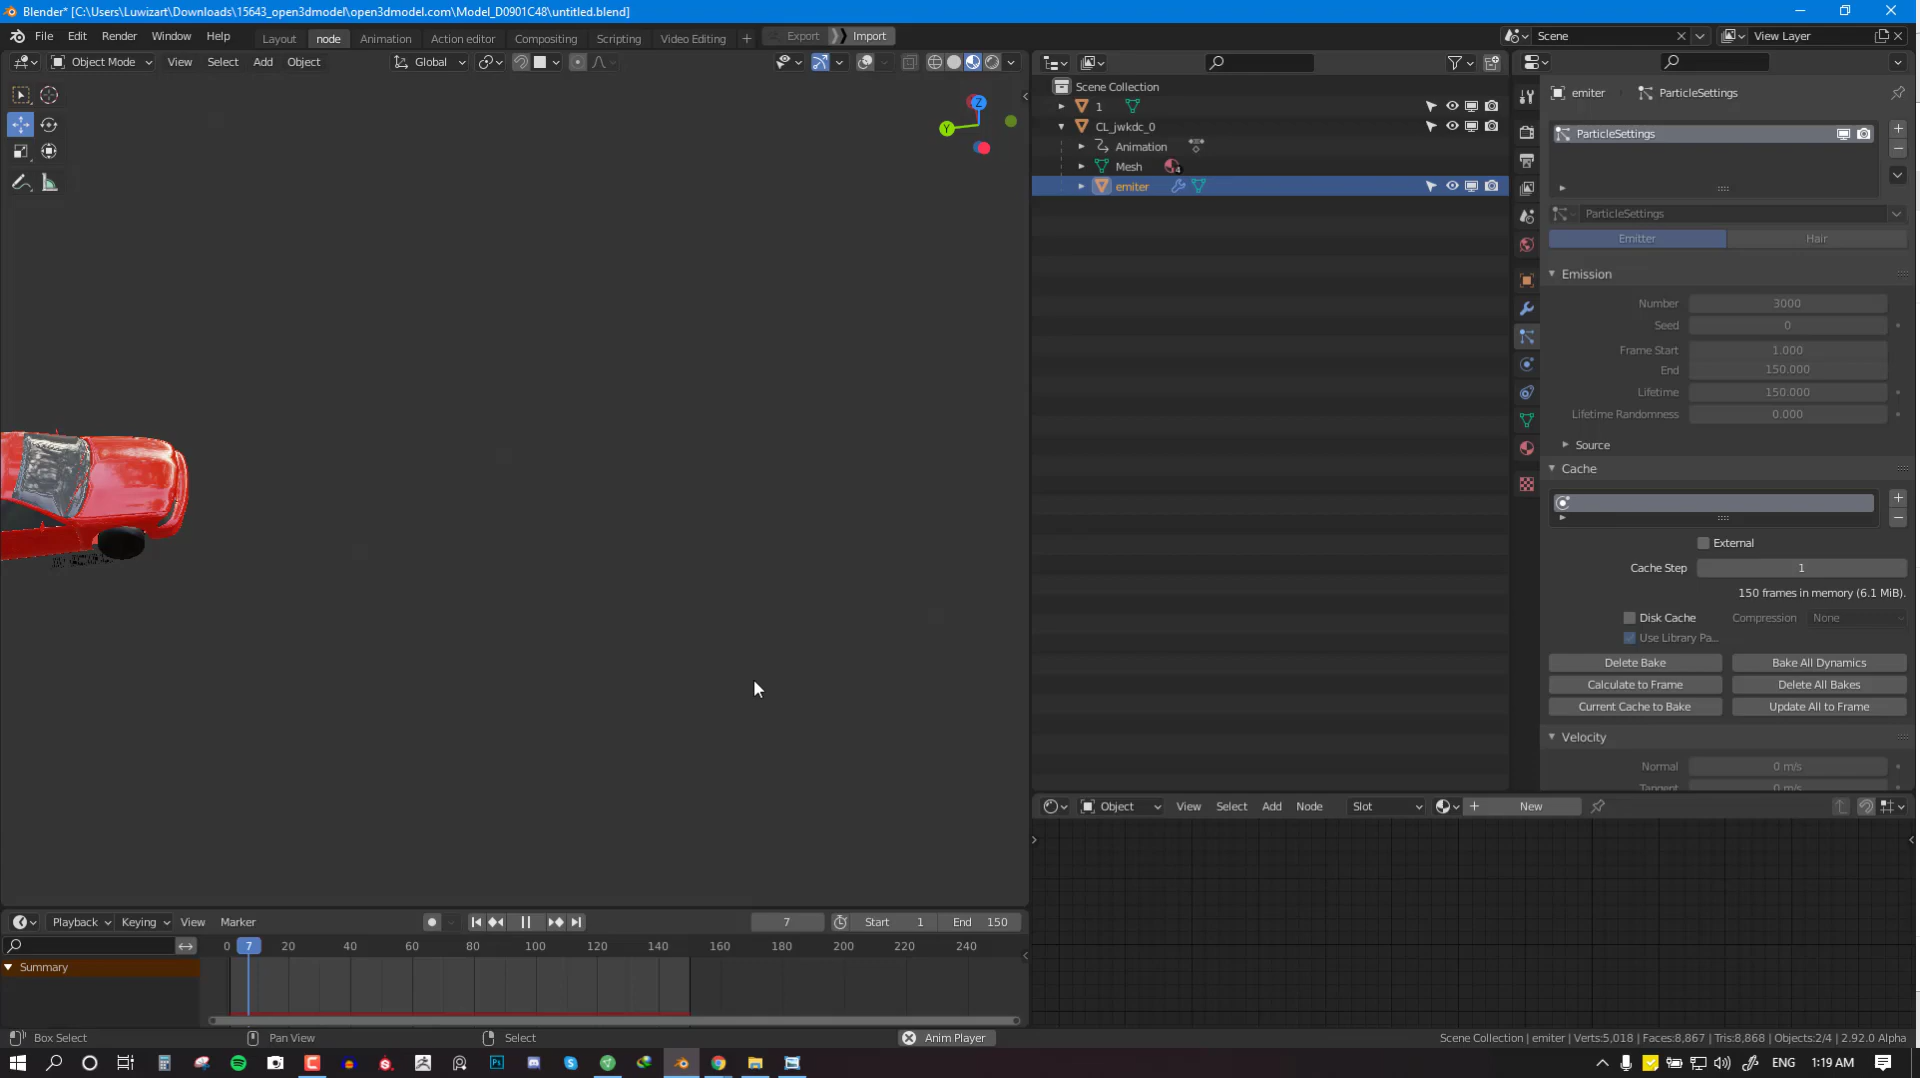 Blender* [C:\Users\Luwizart\Downloads\15643_open3dmodel\open3dmodel.com\Model_D0901C48\untitled.blend]
File Edit Render Window Help Layout node Animation Action editor Compositing Scripting Video Editing + Export Import Scene View Layer
Object Mode View Select Add Object Global
Scene Collection
1
CL_jwkdc_0
Animation
Mesh 4
emiter
Z
Y
emiter ParticleSettings
ParticleSettings
ParticleSettings
Emitter Hair
Emission
Number 3000
Seed 0
Frame Start 1.000
End 150.000
Lifetime 150.000
Lifetime Randomness 0.000
Source
Cache
External
Cache Step 1
150 frames in memory (6.1 MiB).
Disk Cache Compression None
Use Library Pa...
Delete Bake Bake All Dynamics
Calculate to Frame Delete All Bakes
Current Cache to Bake Update All to Frame
Velocity
Normal 0 m/s
Tangent 0 m/s
Object View Select Add Node Object Slot New
Playback Keying View Marker 7 Start 1 End 150
0 7 20 40 60 80 100 120 140 160 180 200 220 240
Summary
Box Select Pan View Select Anim Player Scene Collection | emiter | Verts:5,018 | Faces:8,867 | Tris:8,868 | Objects:2/4 | 2.92.0 Alpha
ENG 1:19 AM